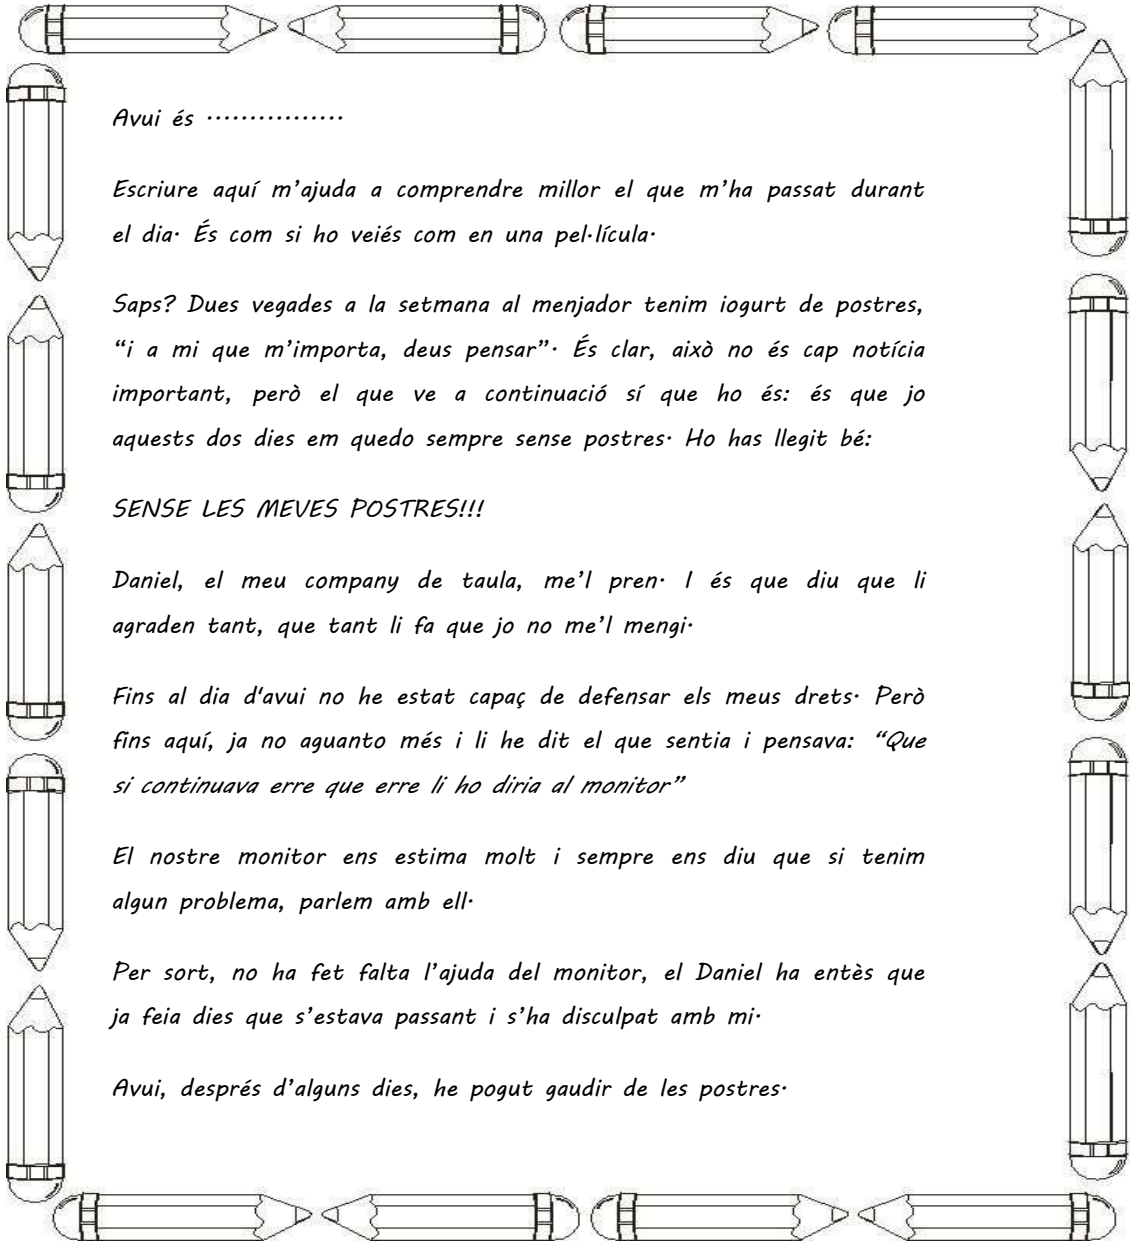 Avui és ................
Escriure aquí m'ajuda a comprendre millor el que m'ha passat durant
el dia. És com si ho veiés com en una pel·lícula.
Saps? Dues vegades a la setmana al menjador tenim iogurt de postres,
“i a mi que m'importa, deus pensar”. És clar, això no és cap notícia
important, però el que ve a continuació sí que ho és: és que jo
aquests dos dies em quedo sempre sense postres. Ho has llegit bé:
SENSE LES MEVES POSTRES!!!
Daniel, el meu company de taula, me'l pren. I és que diu que li
agraden tant, que tant li fa que jo no me'l mengi.
Fins al dia d'avui no he estat capaç de defensar els meus drets. Però
fins aquí, ja no aguanto més i li he dit el que sentia i pensava: “Que
si continuava erre que erre li ho diria al monitor”
El nostre monitor ens estima molt i sempre ens diu que si tenim
algun problema, parlem amb ell.
Per sort, no ha fet falta l'ajuda del monitor, el Daniel ha entès que
ja feia dies que s'estava passant i s'ha disculpat amb mi.
Avui, després d'alguns dies, he pogut gaudir de les postres.